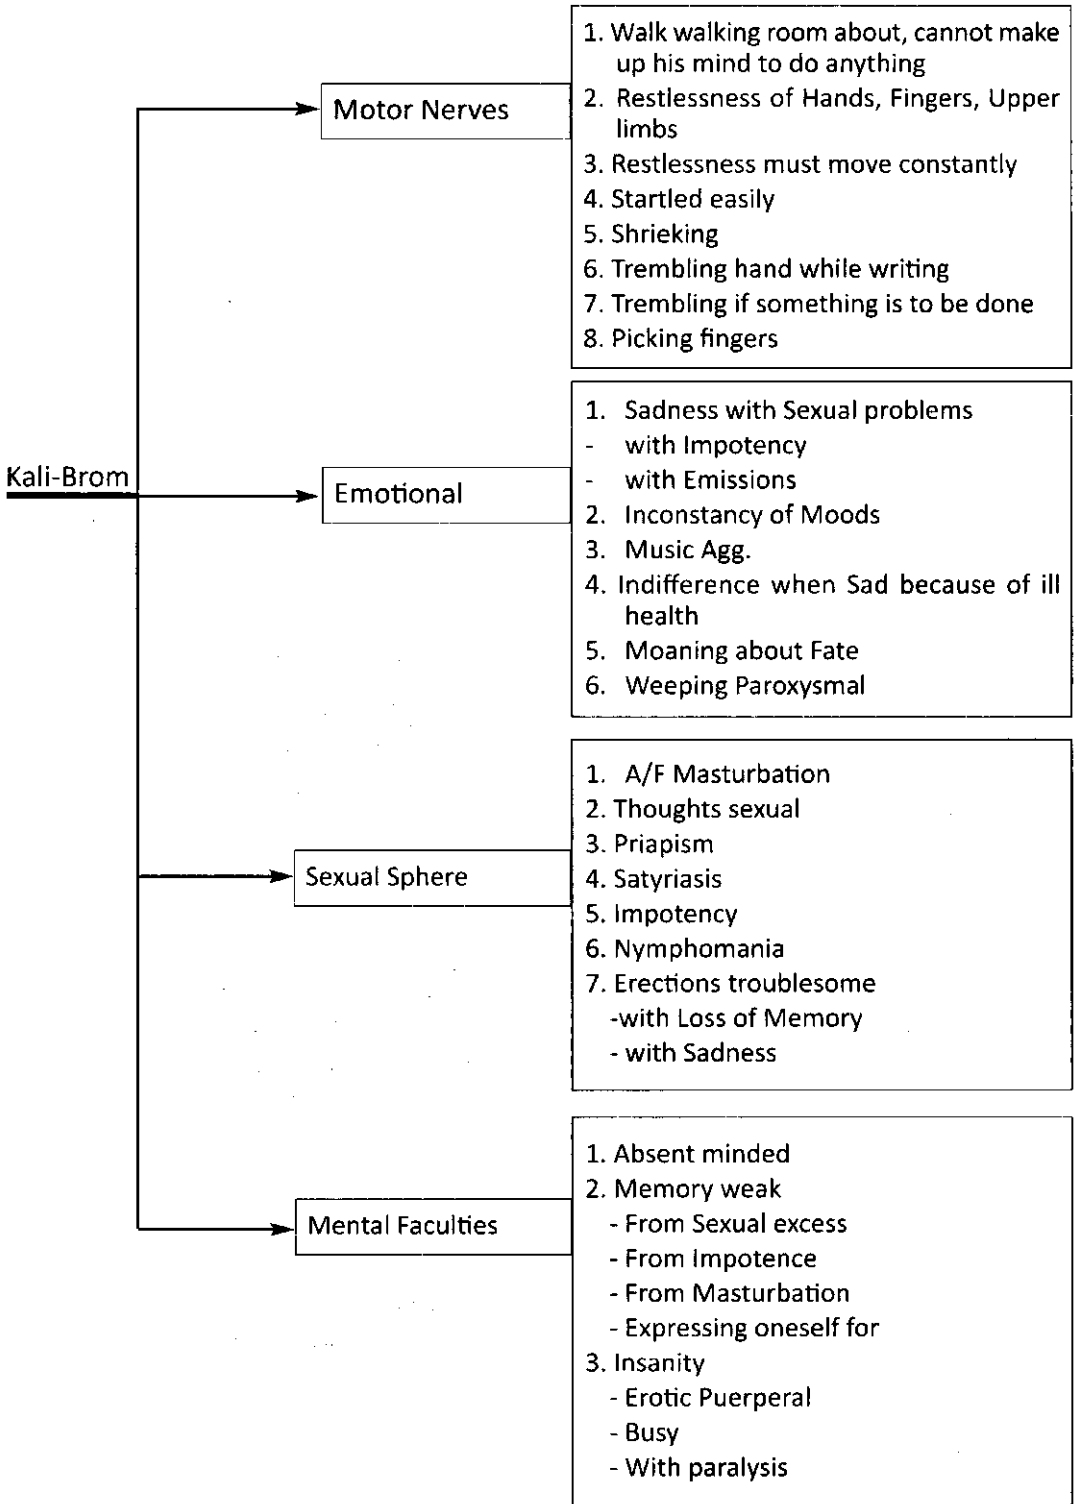 Kali-Brom
Motor Nerves
1. Walk walking room about, cannot make
up his mind to do anything
2. Restlessness of Hands, Fingers, Upper
limbs
3. Restlessness must move constantly
4. Startled easily
5. Shrieking
6. Trembling hand while writing
7. Trembling if something is to be done
8. Picking fingers
Emotional
1. Sadness with Sexual problems
- with Impotency
- with Emissions
2. Inconstancy of Moods
3. Music Agg.
4. Indifference when Sad because of ill
health
5. Moaning about Fate
6. Weeping Paroxysmal
Sexual Sphere
1. A/F Masturbation
2. Thoughts sexual
3. Priapism
4. Satyriasis
5. Impotency
6. Nymphomania
7. Erections troublesome
-with Loss of Memory
- with Sadness
Mental Faculties
1. Absent minded
2. Memory weak
- From Sexual excess
- From Impotence
- From Masturbation
- Expressing oneself for
3. Insanity
- Erotic Puerperal
- Busy
- With paralysis